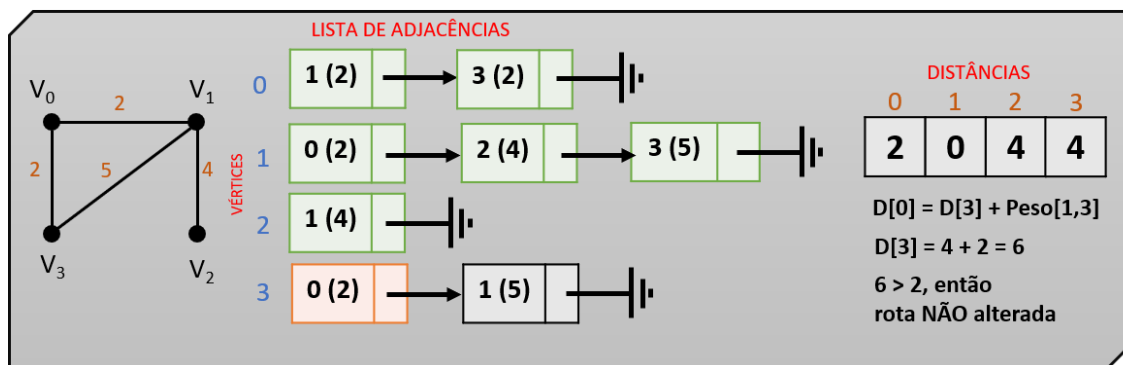 LISTA DE ADJACÊNCIAS
V0
2
V1
2
5
4
V3
V2
VÉRTICES
0
1 (2)
3 (2)
1
0 (2)
2 (4)
3 (5)
2
1 (4)
3
0 (2)
1 (5)
DISTÂNCIAS
0 1 2 3
2 0 4 4
D[0] = D[3] + Peso[1,3]
D[3] = 4 + 2 = 6
6 > 2, então
rota NÃO alterada